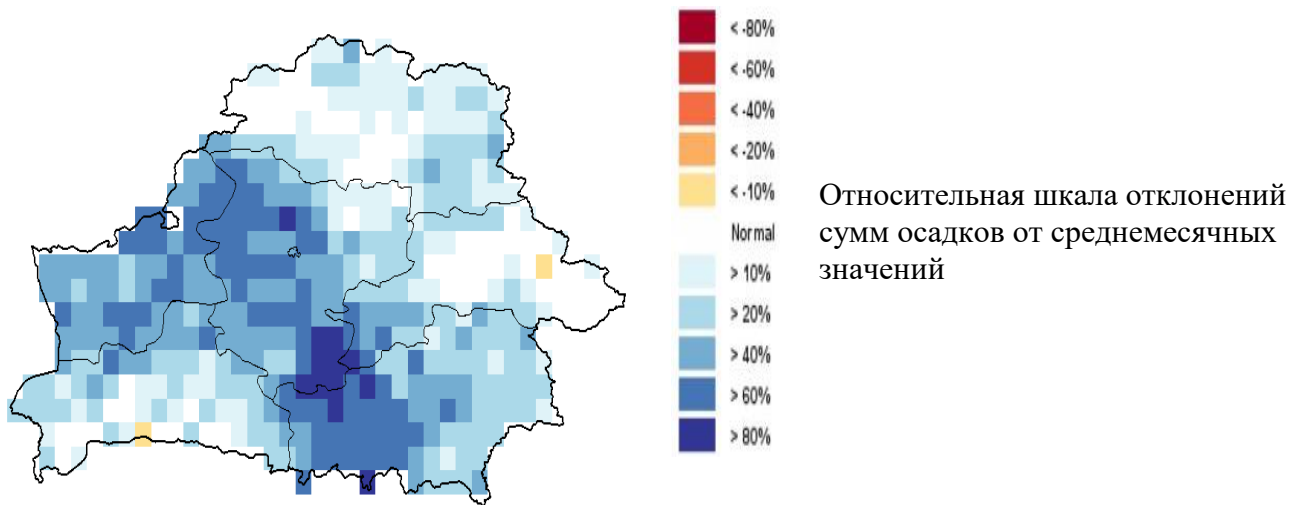 < -80%
< -60%
< -40%
< -20%
< -10%
Normal
> 10%
> 20%
> 40%
> 60%
> 80%
Относительная шкала отклонений
сумм осадков от среднемесячных
значений